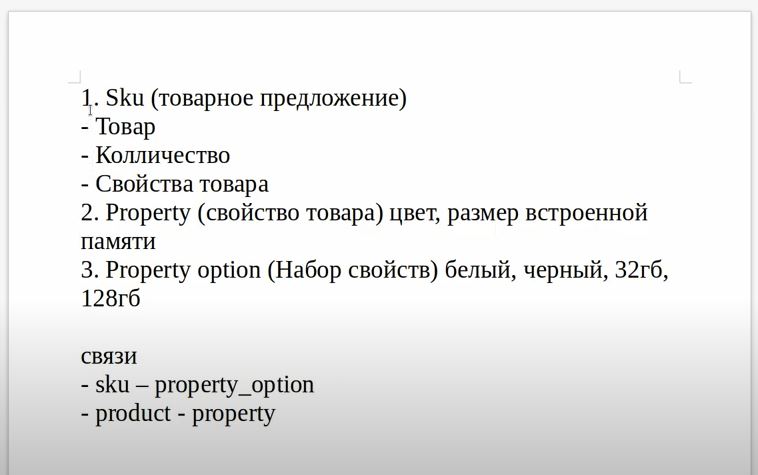 1. Sku (товарное предложение)
- Товар
- Колличество
- Свойства товара
2. Property (свойство товара) цвет, размер встроенной
памяти
3. Property option (Набор свойств) белый, черный, 32гб,
128гб
связи
- sku – property_option
- product - property